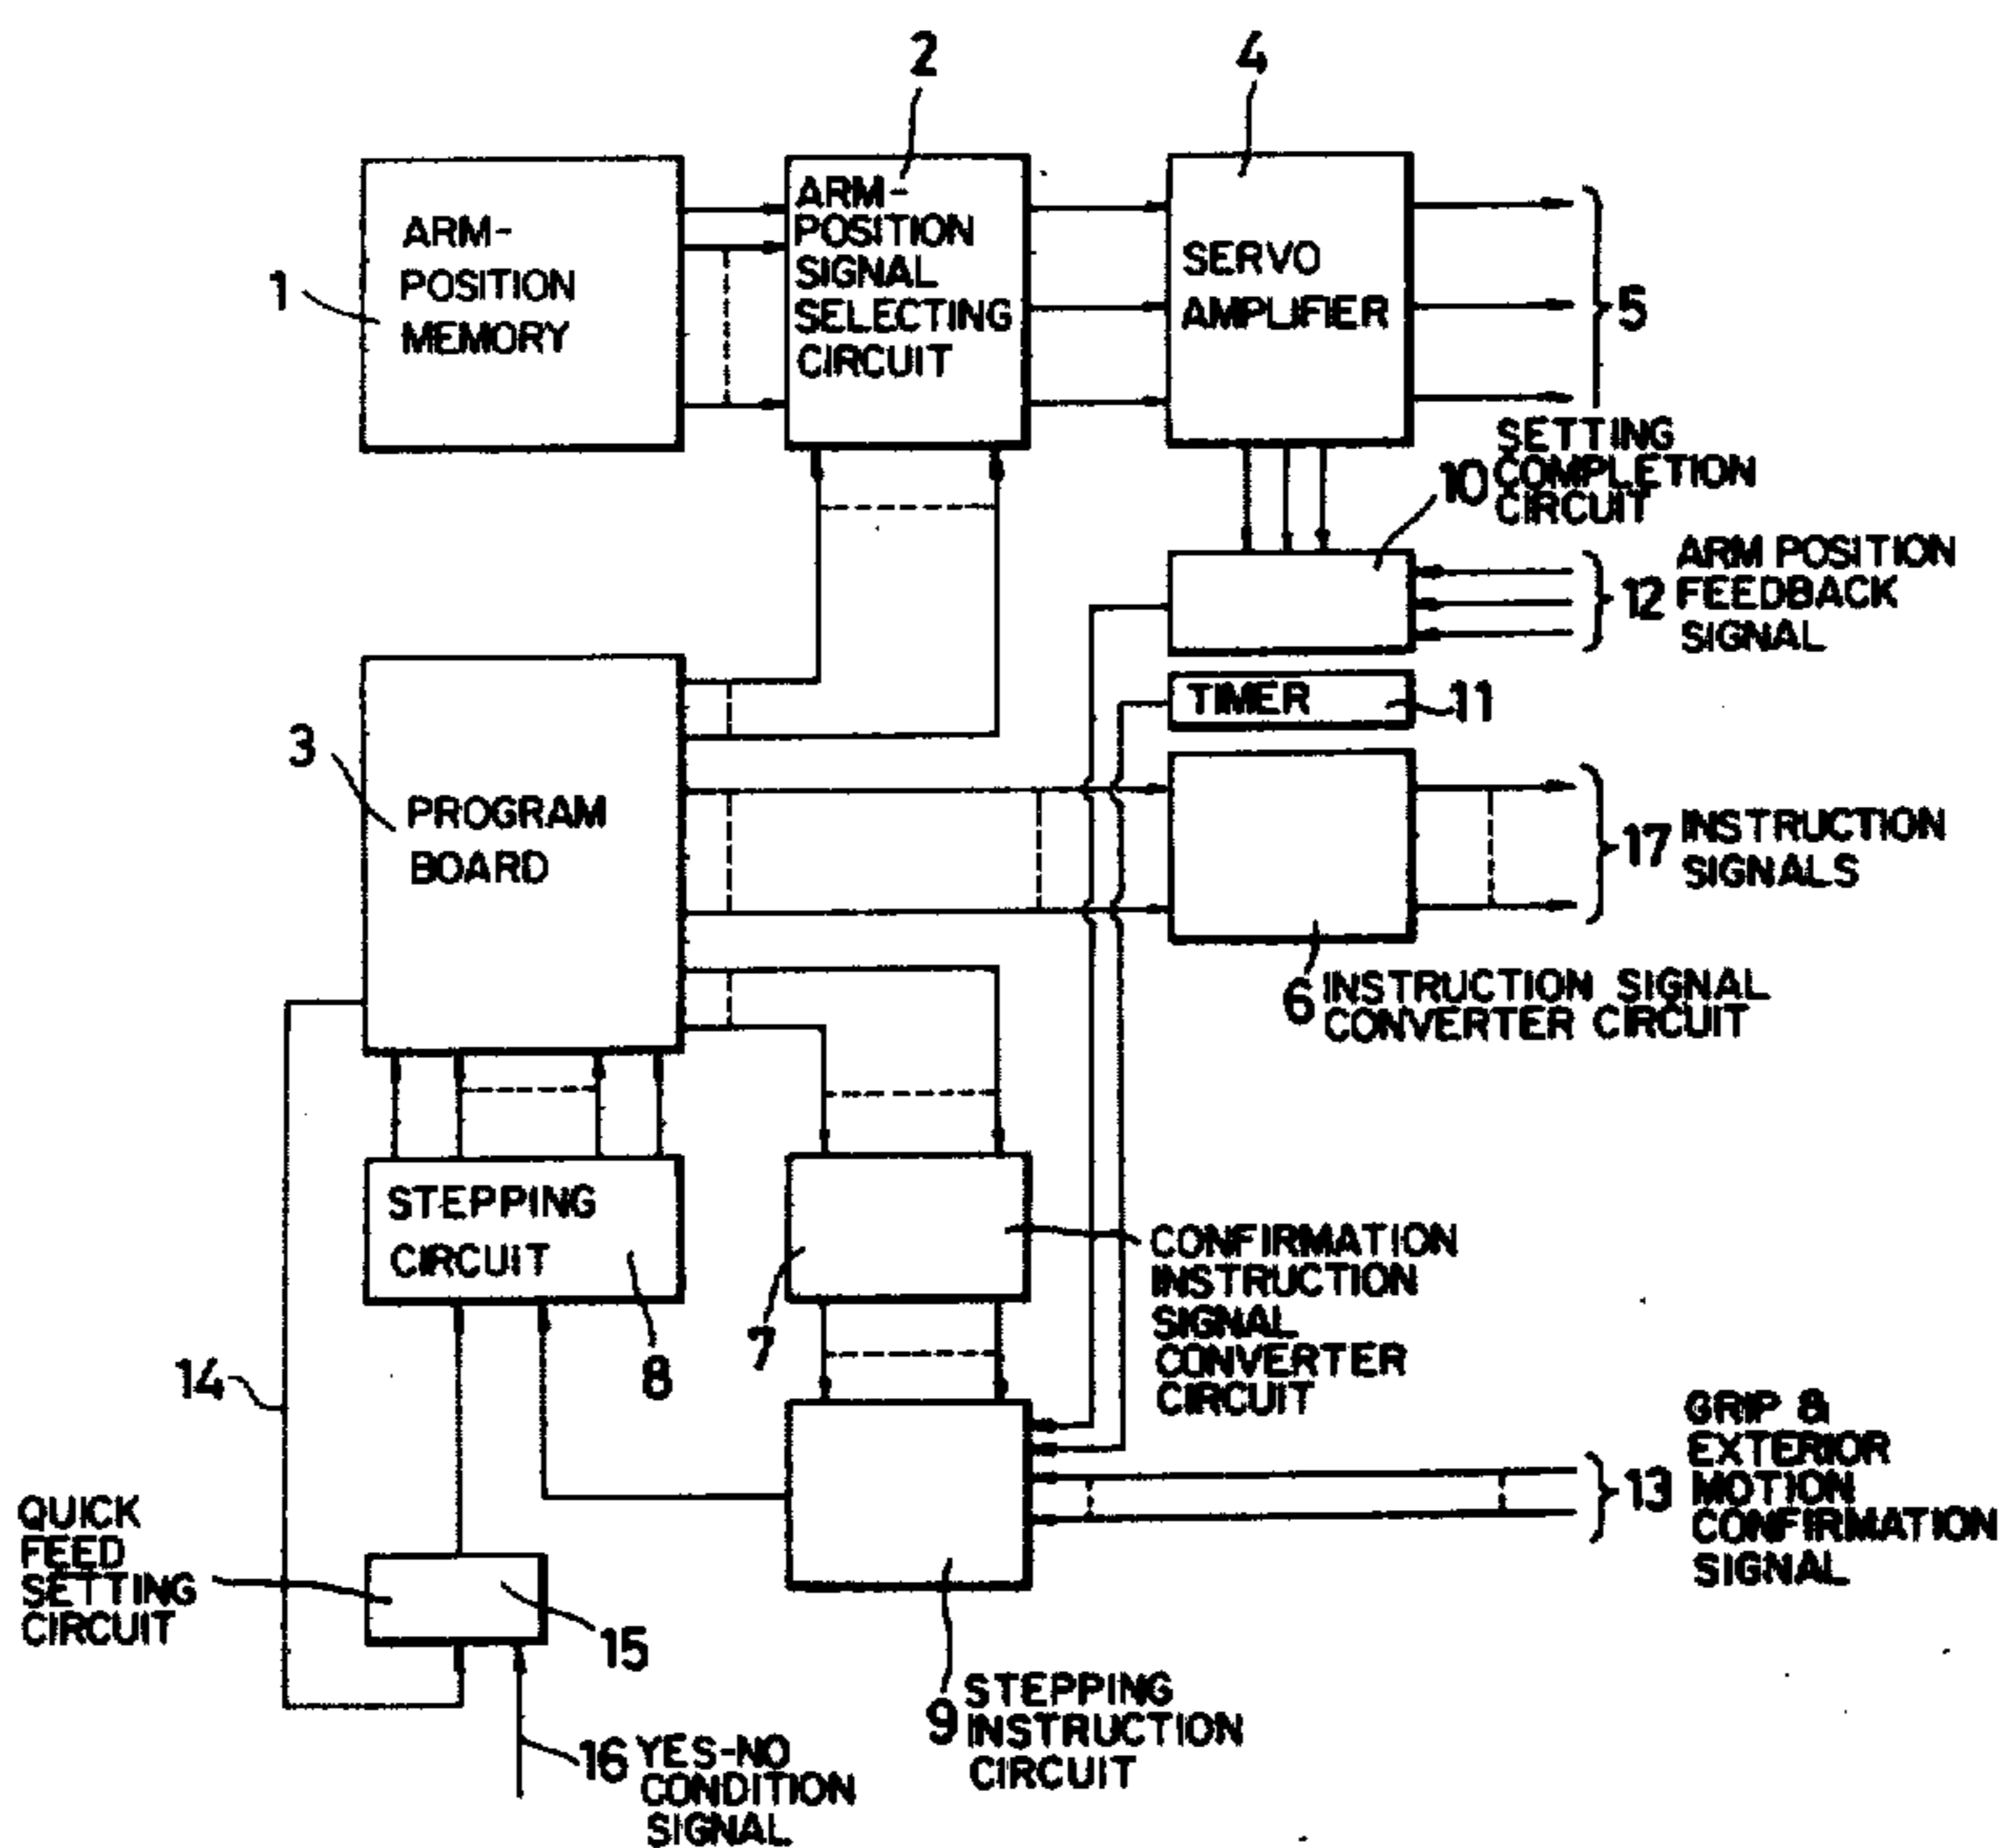 2
4
ARM-
POSITION
MEMORY
1
ARM-
POSITION
SIGNAL
SELECTING
CIRCUIT
SERVO
AMPLIFIER
5
10
SETTING
COMPLETION
CIRCUIT
12
ARM POSITION
FEEDBACK
SIGNAL
TIMER
11
3
PROGRAM
BOARD
17
INSTRUCTION
SIGNALS
6
INSTRUCTION SIGNAL
CONVERTER CIRCUIT
STEPPING
CIRCUIT
8
7
CONFIRMATION
INSTRUCTION
SIGNAL
CONVERTER
CIRCUIT
14
GRIP &
EXTERIOR
MOTION
CONFIRMATION
SIGNAL
13
QUICK
FEED
SETTING
CIRCUIT
15
9
STEPPING
INSTRUCTION
CIRCUIT
16
YES-NO
CONDITION
SIGNAL